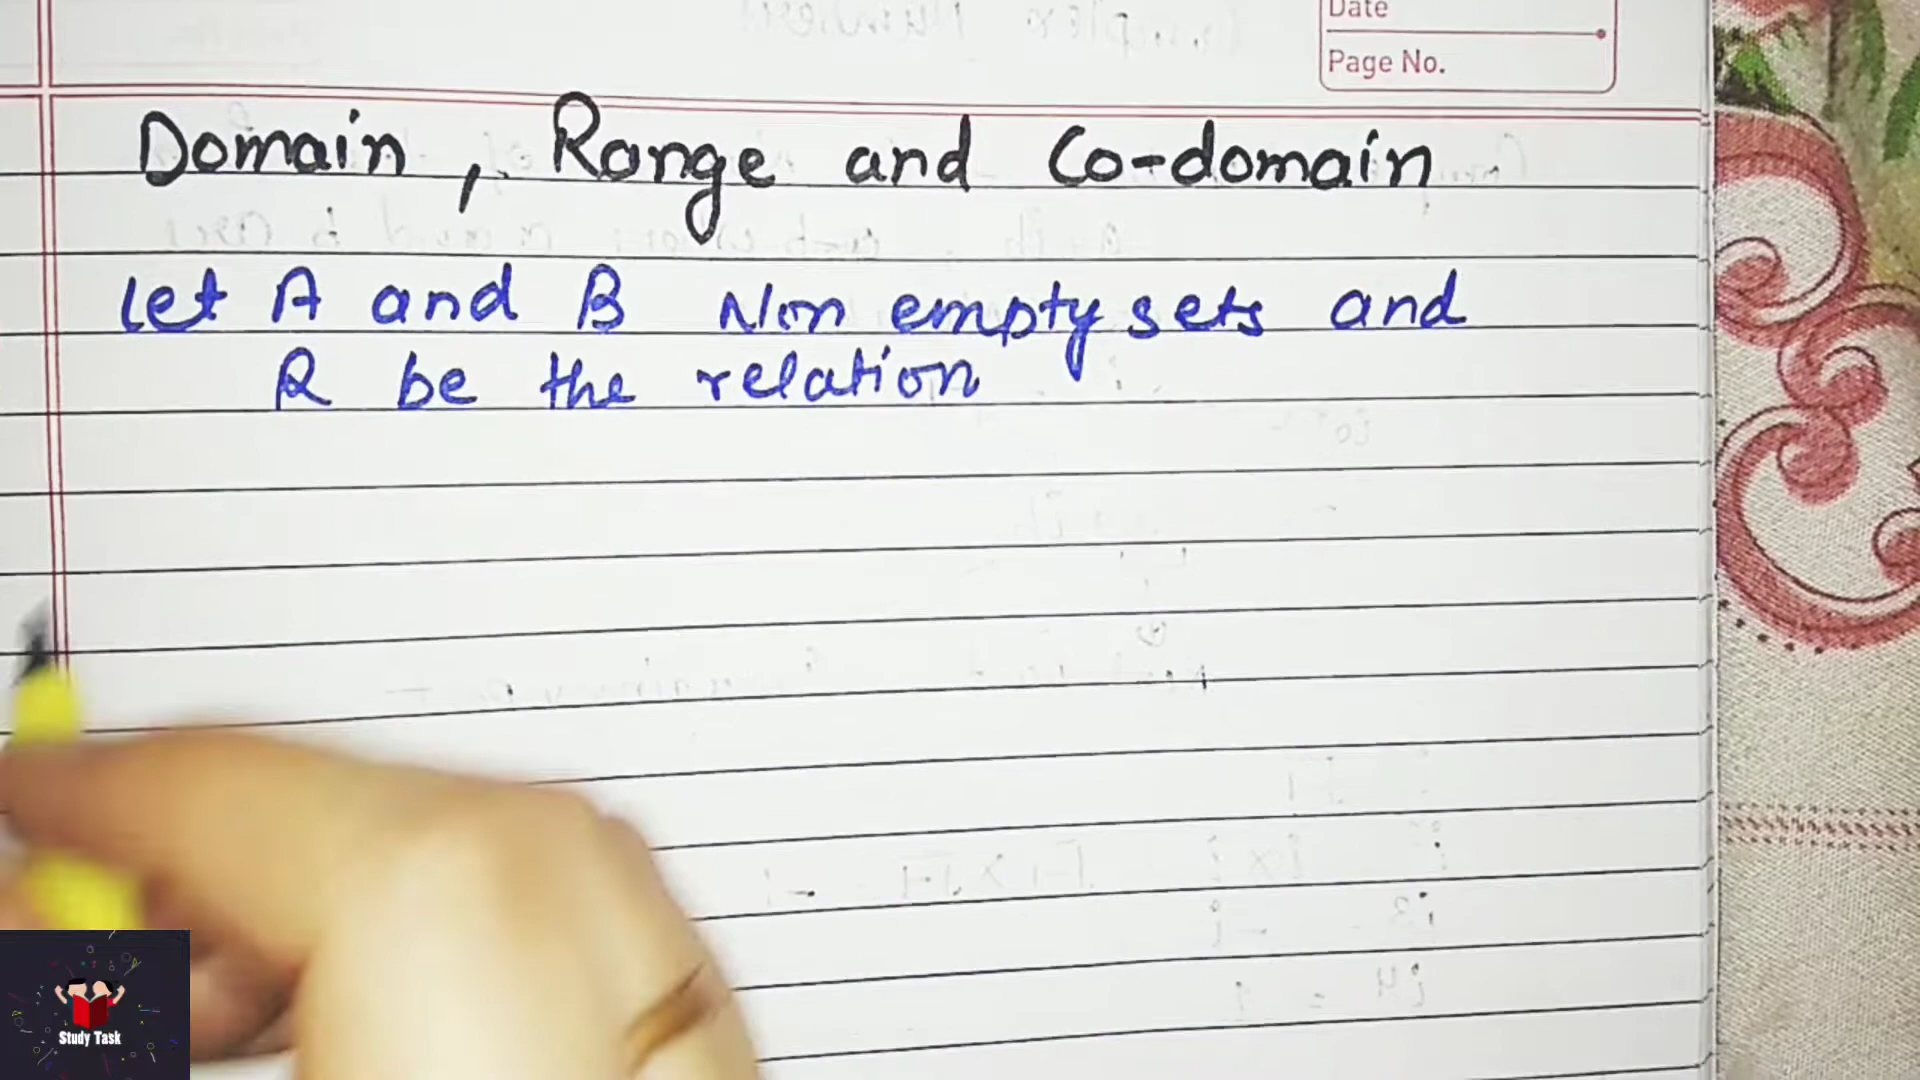 Date
Page No.
Domain, Range and Co-domain
let A and B Non empty sets and
R be the relation
Study Task